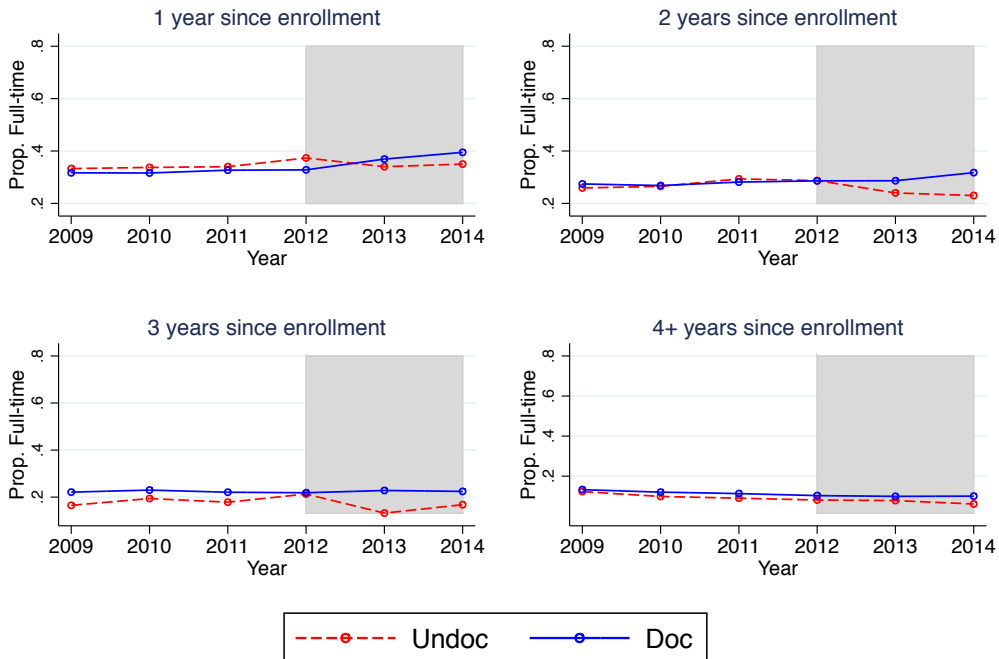 1 year since enrollment
Prop. Full-time
.8
.6
.4
.2
2009 2010 2011 2012 2013 2014
Year
2 years since enrollment
Prop. Full-time
.8
.6
.4
.2
2009 2010 2011 2012 2013 2014
Year
3 years since enrollment
Prop. Full-time
.8
.6
.4
.2
2009 2010 2011 2012 2013 2014
Year
4+ years since enrollment
Prop. Full-time
.8
.6
.4
.2
2009 2010 2011 2012 2013 2014
Year
Undoc Doc